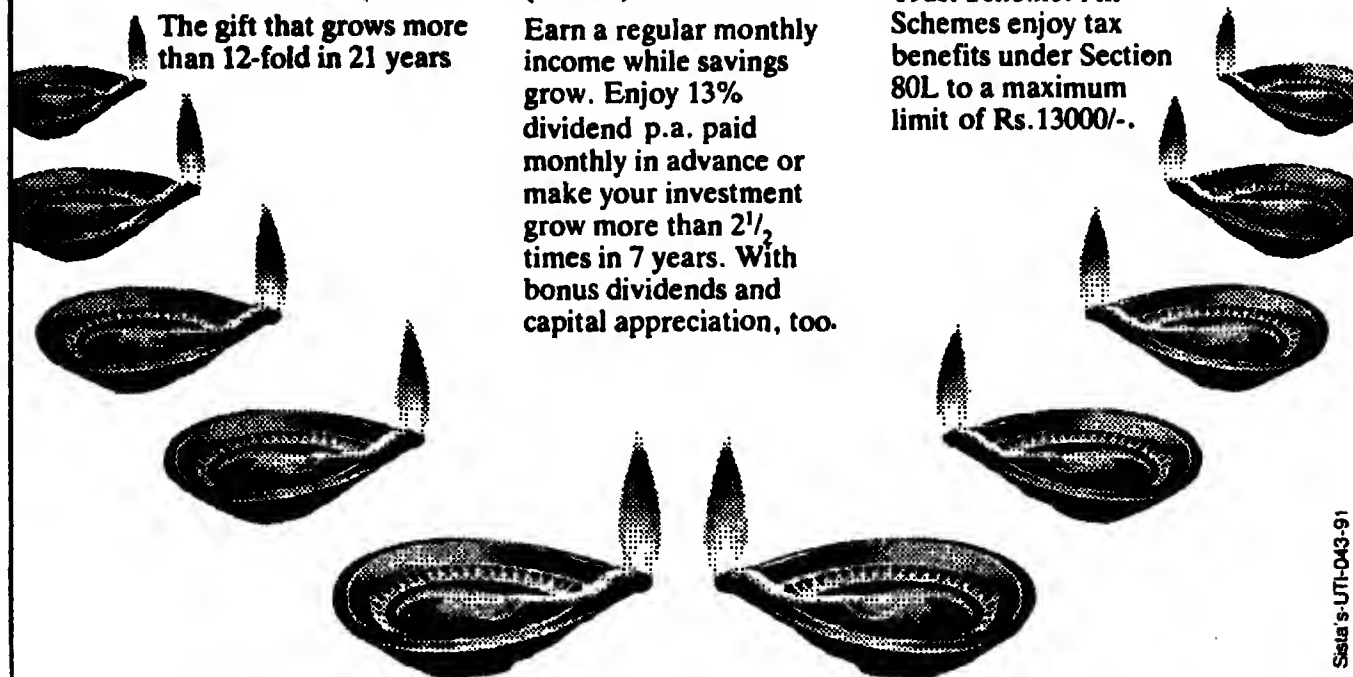 The gift that grows more
than 12-fold in 21 years
Earn a regular monthly
income while savings
grow. Enjoy 13%
dividend p.a. paid
monthly in advance or
make your investment
grow more than 2½
times in 7 years. With
bonus dividends and
capital appreciation, too.
Schemes enjoy tax
benefits under Section
80L to a maximum
limit of Rs.13000/-.
Sista's-UTI-043-91